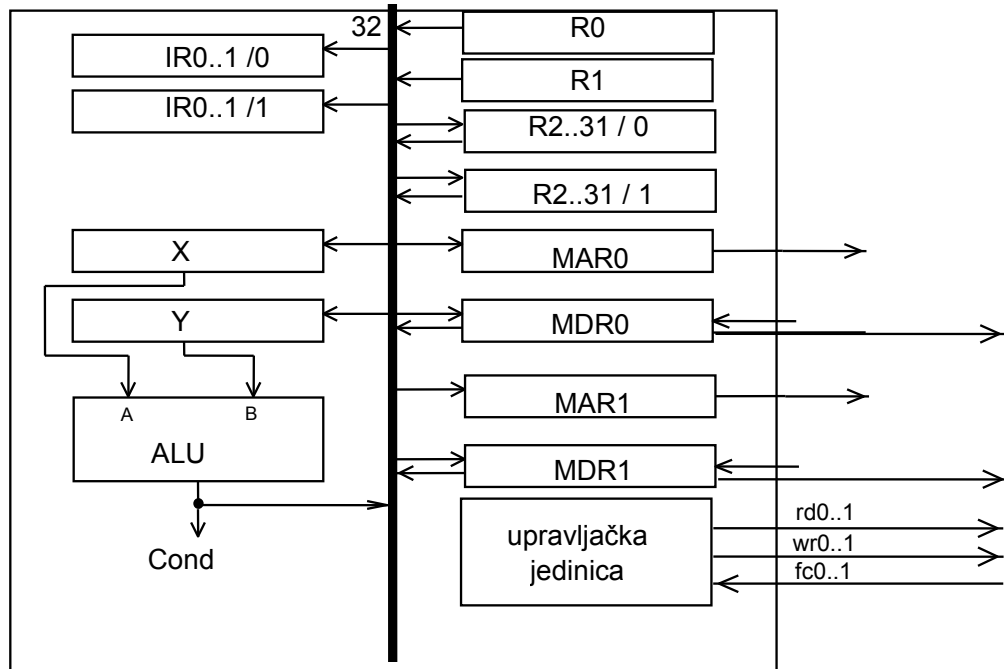 32
IR0..1 /0
IR0..1 /1
X
Y
A
B
ALU
Cond
R0
R1
R2..31 / 0
R2..31 / 1
MAR0
MDR0
MAR1
MDR1
upravljačka
jedinica
rd0..1
wr0..1
fc0..1